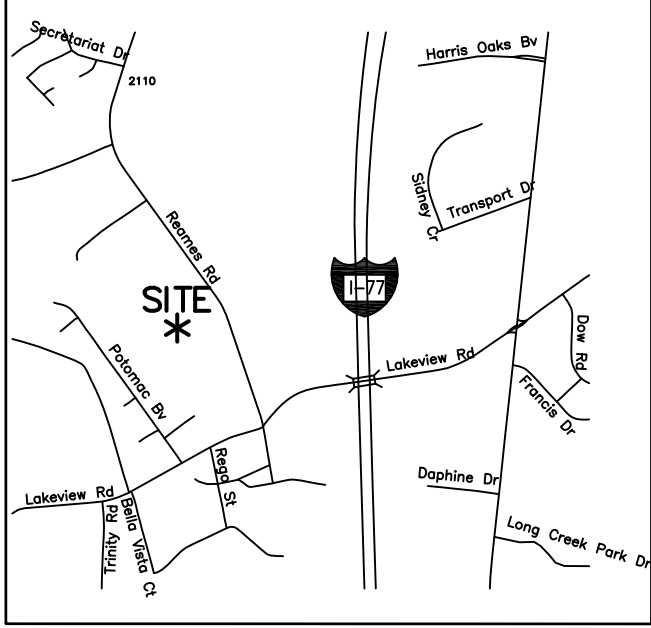 Secretariat Dr
2110
Harris Oaks Bv
Sidney Cr
Transport Dr
Reames Rd
SITE
*
I-77
Potomac Bv
Lakeview Rd
Dow Rd
Francis Dr
Rego St
Daphine Dr
Lakeview Rd
Trinity Rd
Bella Vista Ct
Long Creek Park Dr